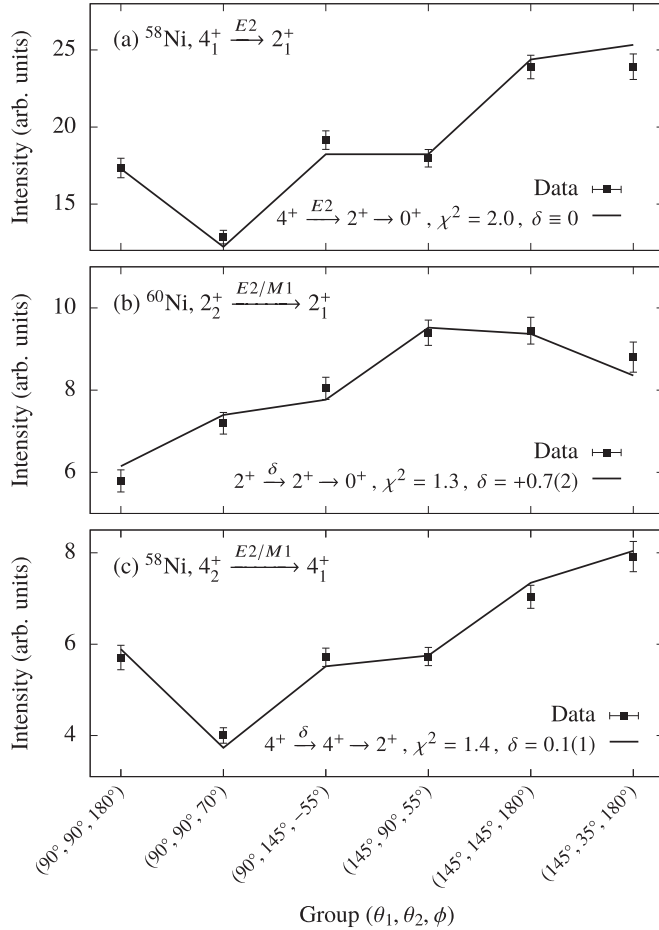 (a) ⁵⁸Ni, 4₁⁺ —E2→ 2₁⁺
Intensity (arb. units)
25
20
15
Data
4⁺ —E2→ 2⁺ → 0⁺ , χ² = 2.0 , δ ≡ 0
(b) ⁶⁰Ni, 2₂⁺ —E2/M1→ 2₁⁺
Intensity (arb. units)
10
8
6
Data
2⁺ —δ→ 2⁺ → 0⁺ , χ² = 1.3 , δ = +0.7(2)
(c) ⁵⁸Ni, 4₂⁺ —E2/M1→ 4₁⁺
Intensity (arb. units)
8
6
4
Data
4⁺ —δ→ 4⁺ → 2⁺ , χ² = 1.4 , δ = 0.1(1)
(90°, 90°, 180°)
(90°, 90°, 70°)
(90°, 145°, −55°)
(145°, 90°, 55°)
(145°, 145°, 180°)
(145°, 35°, 180°)
Group (θ₁, θ₂, ϕ)